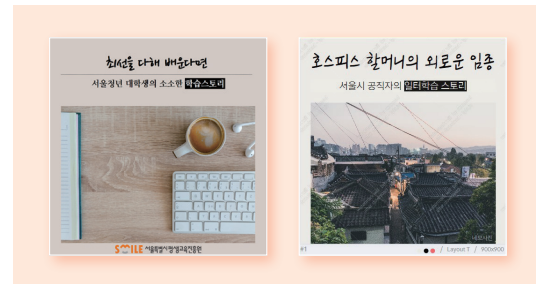 최선을 다해 배운다면
서울청년 대학생의 소소한 학습스토리
SMILE 서울특별시평생교육진흥원
호스피스 할머니의 외로운 임종
서울시 공직자의 일터학습 스토리
#1
/ Layout T / 900x900